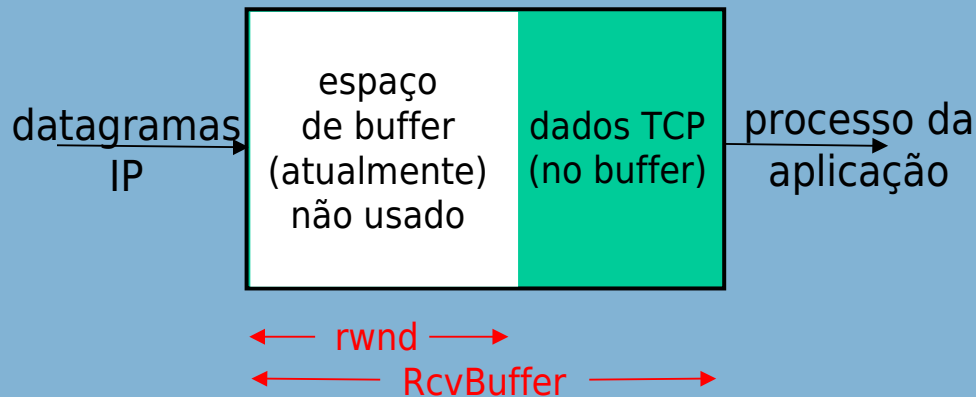 datagramas
IP
espaço
de buffer
(atualmente)
não usado
dados TCP
(no buffer)
processo da
aplicação
rwnd
RcvBuffer